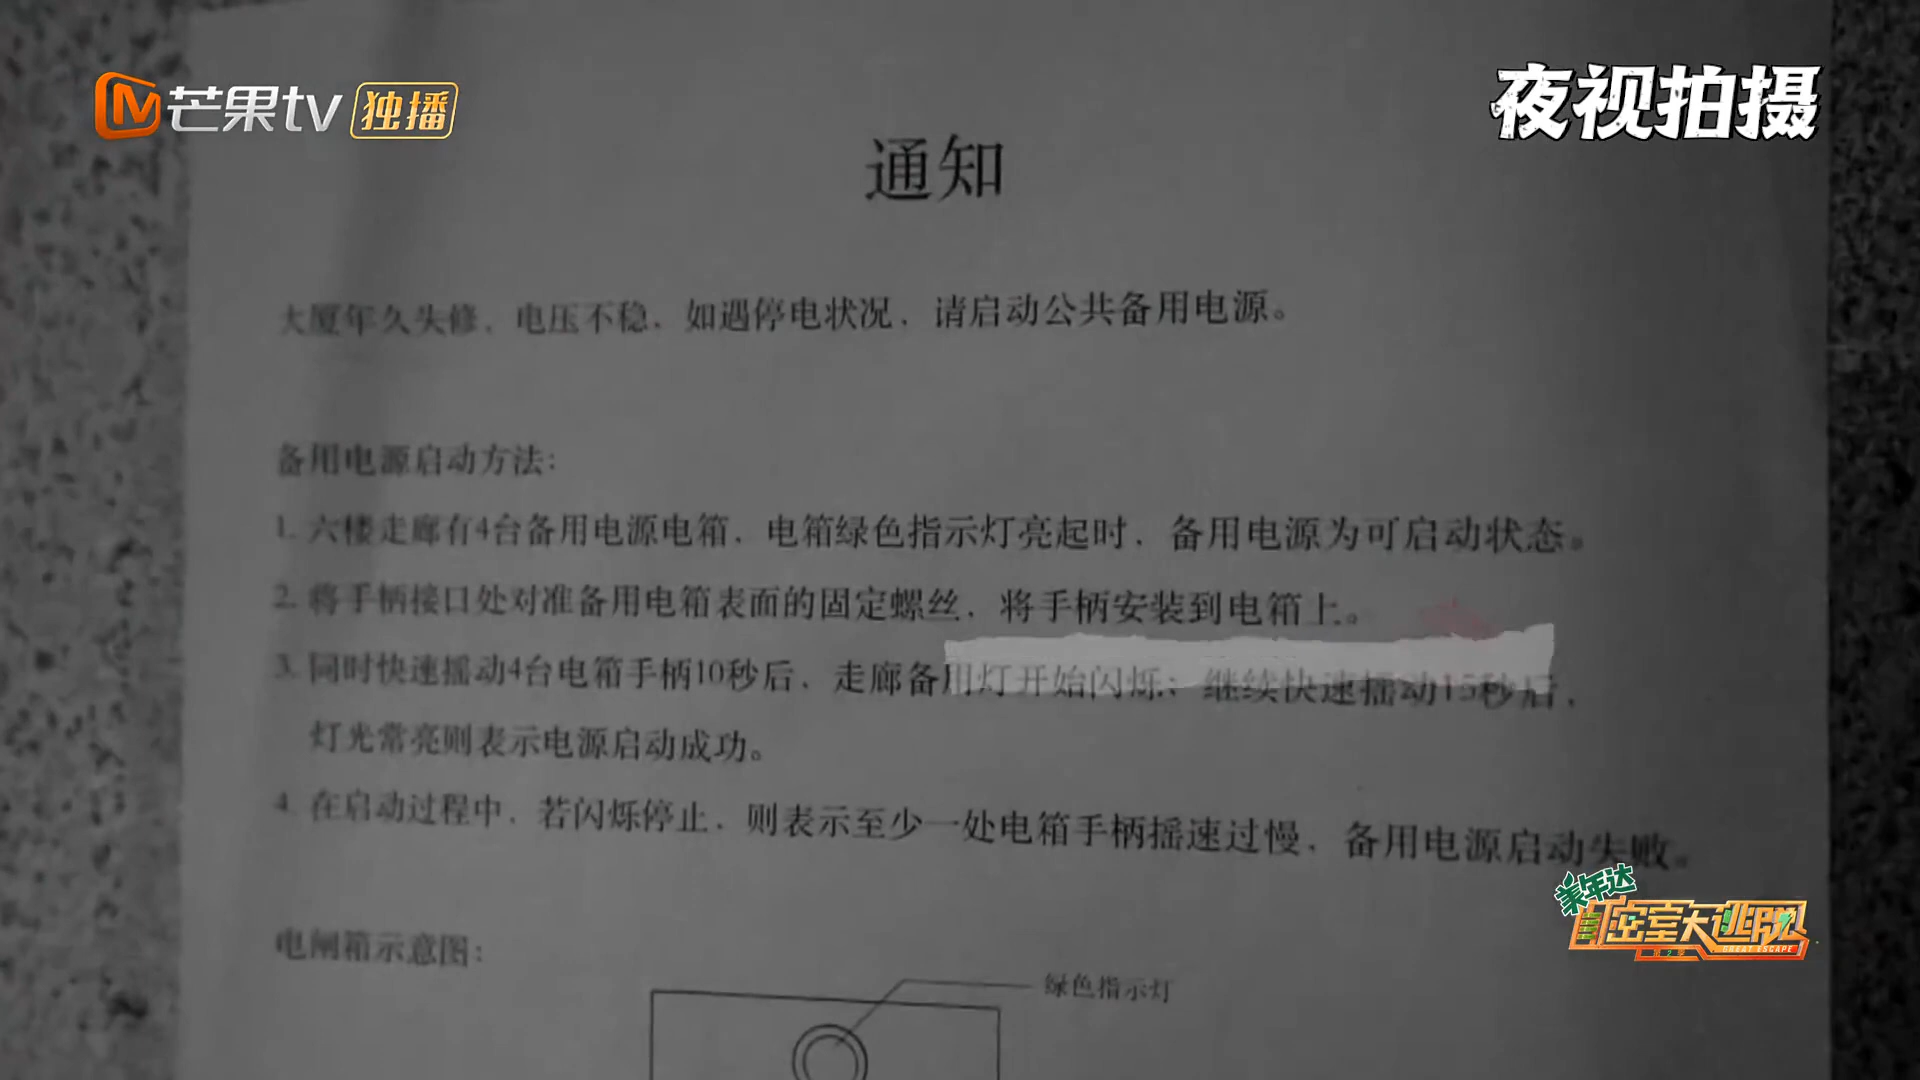 芒果tv 独播
夜视拍摄
通知
大厦年久失修，电压不稳，如遇停电状况，请启动公共备用电源。
备用电源启动方法：
1. 六楼走廊有4台备用电源电箱，电箱绿色指示灯亮起时，备用电源为可启动状态。
2. 将手柄接口处对准备用电箱表面的固定螺丝，将手柄安装到电箱上。
3. 同时快速摇动4台电箱手柄10秒后，走廊备用灯开始闪烁；继续快速摇动15秒后，
灯光常亮则表示电源启动成功。
4. 在启动过程中，若闪烁停止，则表示至少一处电箱手柄摇速过慢，备用电源启动失败。
美年达
密室大逃脱
GREAT ESCAPE
电闸箱示意图：
绿色指示灯